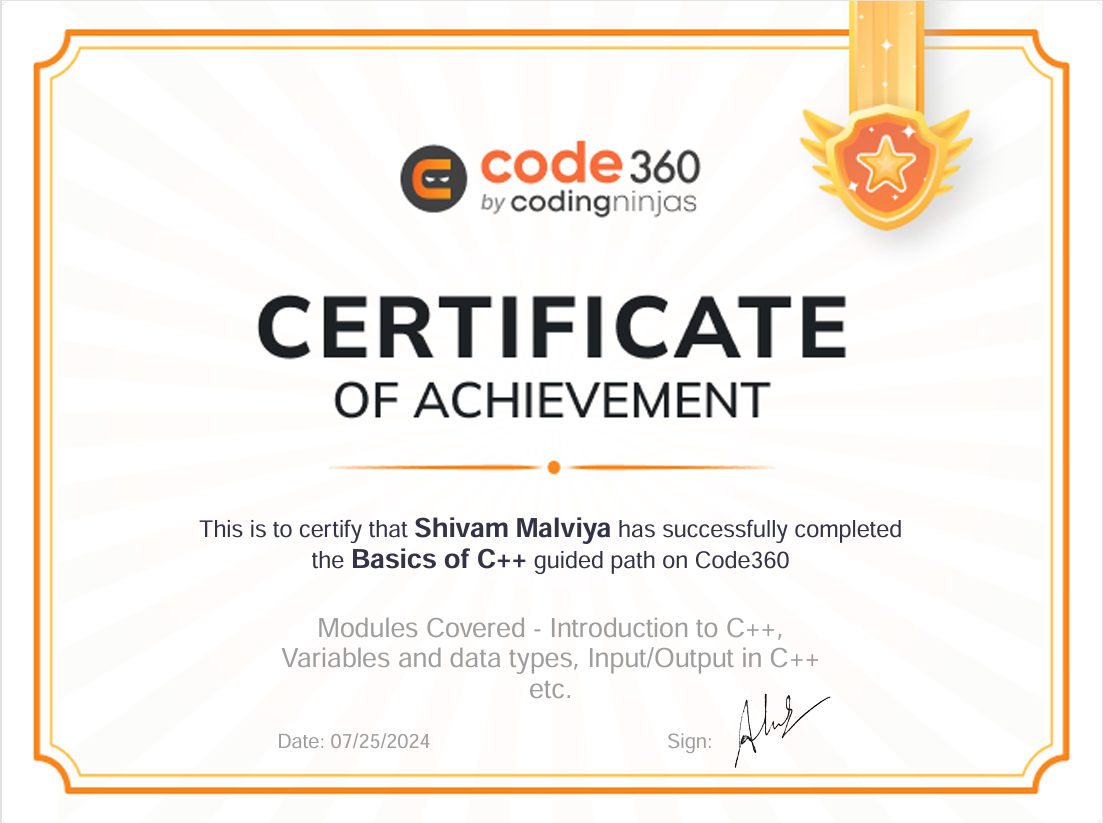 code 360
by codingninjas
CERTIFICATE
OF ACHIEVEMENT
This is to certify that Shivam Malviya has successfully completed
the Basics of C++ guided path on Code360
Modules Covered - Introduction to C++,
Variables and data types, Input/Output in C++
etc.
Date: 07/25/2024 Sign: